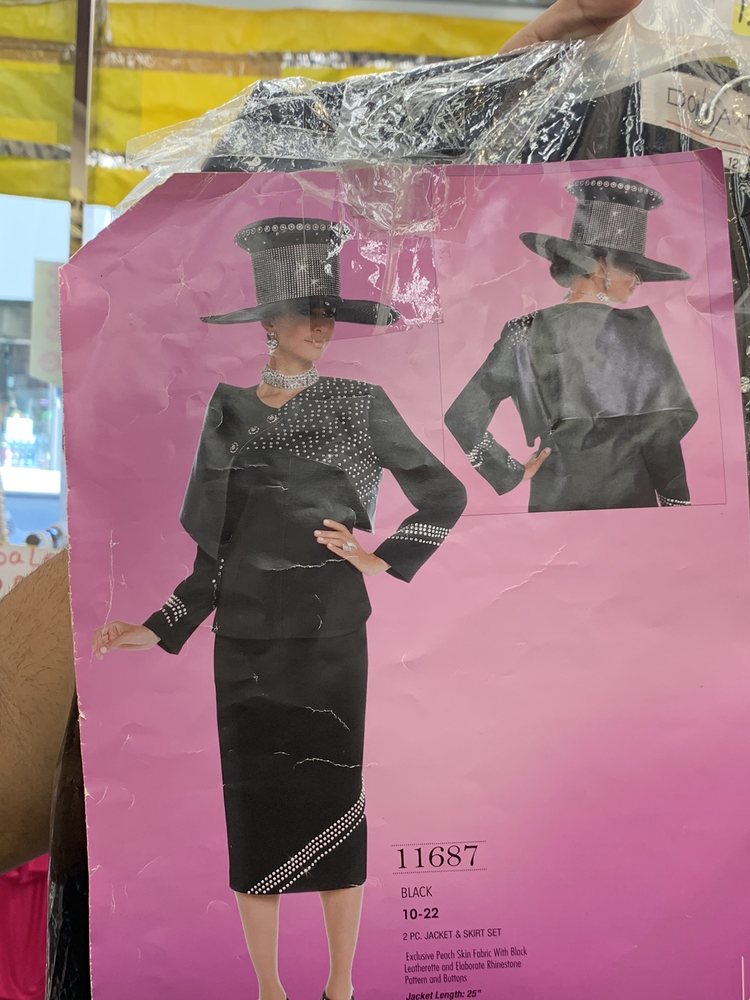 11687
BLACK
10-22
2 PC. JACKET & SKIRT SET
Exclusive Peach Skin Fabric With Black
Leatherette and Elaborate Rhinestone
Pattern and Buttons
Jacket Length: 25"